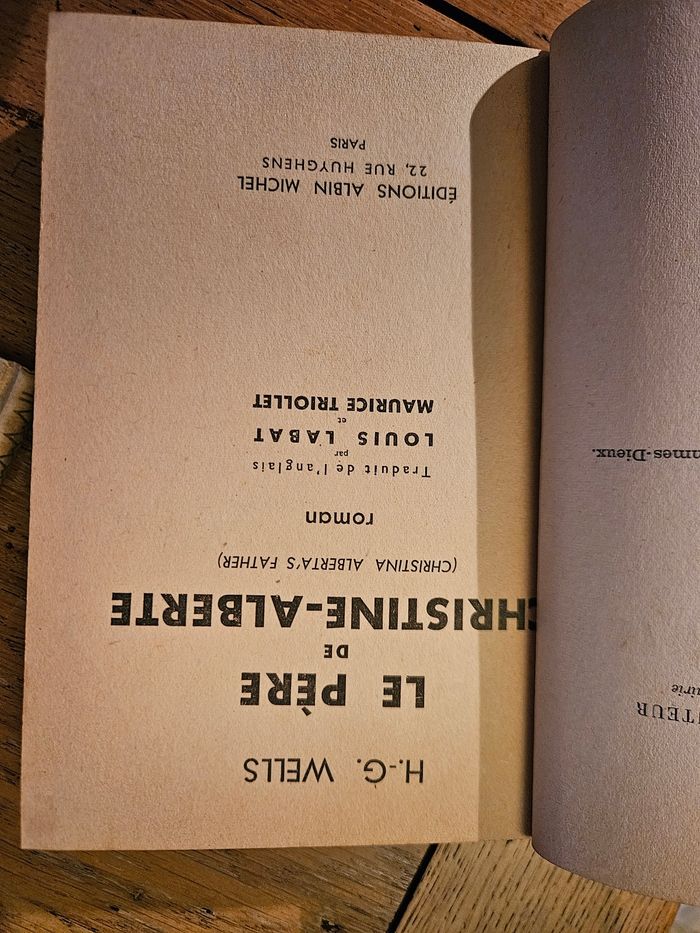 H.-G. WELLS
LE PÈRE
DE
CHRISTINE-ALBERTE
(CHRISTINA ALBERTA'S FATHER)
roman
Traduit de l'anglais
par
LOUIS LABAT
et
MAURICE TRIOLLET
ÉDITIONS ALBIN MICHEL
22, RUE HUYGHENS
PARIS